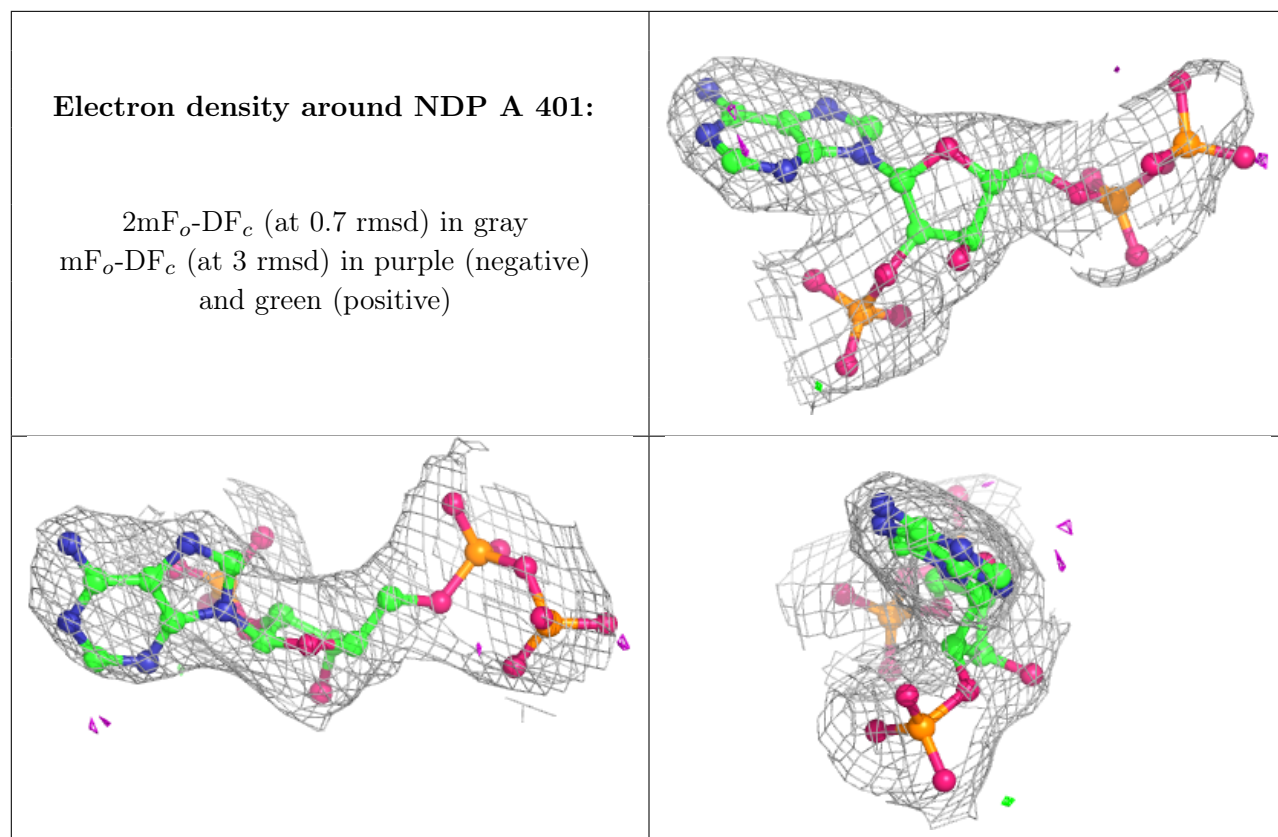 Electron density around NDP A 401:
2mFo-DFc (at 0.7 rmsd) in gray
mFo-DFc (at 3 rmsd) in purple (negative)
and green (positive)